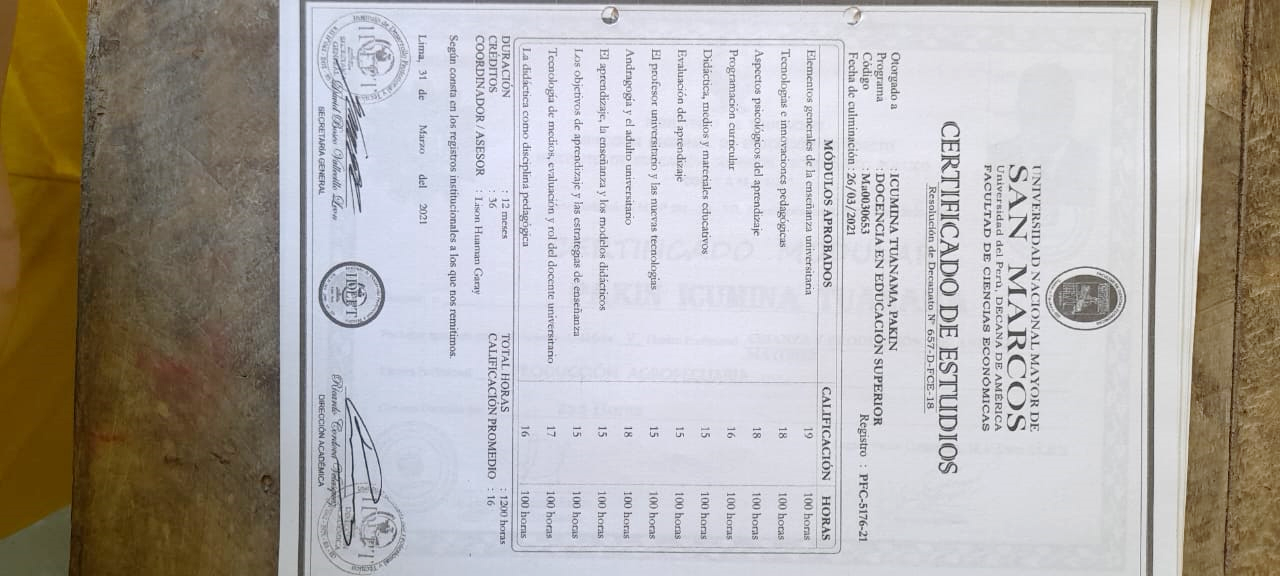 UNIVERSIDAD NACIONAL MAYOR DE
SAN MARCOS
Universidad del Perú, DECANA DE AMÉRICA
FACULTAD DE CIENCIAS ECONÓMICAS
CERTIFICADO DE ESTUDIOS
Resolución de Decanato N° 657-D-FCE-18
Otorgado a : ICUMINA TUANAMA, PAKIN
Programa : DOCENCIA EN EDUCACIÓN SUPERIOR
Código : Ma0030653 Registro : PFC-5176-21
Fecha de culminación : 26/03/2021
MÓDULOS APROBADOS CALIFICACIÓN HORAS
Elementos generales de la enseñanza universitaria 19 100 horas
Tecnologías e innovaciones pedagógicas 18 100 horas
Aspectos psicológicos del aprendizaje 18 100 horas
Programación curricular 16 100 horas
Didáctica, medios y materiales educativos 15 100 horas
Evaluación del aprendizaje 15 100 horas
El profesor universitario y las nuevas tecnologías 15 100 horas
Andragogía y el adulto universitario 18 100 horas
El aprendizaje, la enseñanza y los modelos didácticos 15 100 horas
Los objetivos de aprendizaje y las estrategias de enseñanza 15 100 horas
Tecnología de medios, evaluación y rol del docente universitario 17 100 horas
La didáctica como disciplina pedagógica 16 100 horas
DURACIÓN : 12 meses TOTAL HORAS : 1200 horas
CRÉDITOS : 36 CALIFICACIÓN PROMEDIO : 16
COORDINADOR / ASESOR : Lison Huaman Garay
Según consta en los registros institucionales a los que nos remitimos.
Lima, 31 de Marzo del 2021
IDEPT
SECRETARÍA GENERAL
Ricardo Cordova
DIRECCIÓN ACADÉMICA